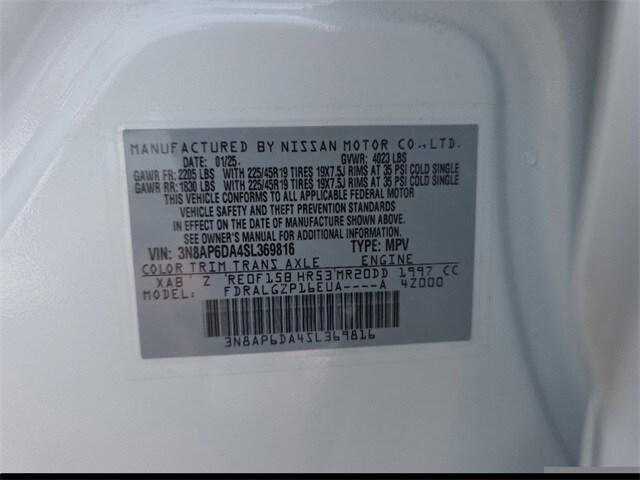 MANUFACTURED BY NISSAN MOTOR CO.,LTD.
DATE: 01/25. GVWR: 4023 LBS
GAWR FR: 2205 LBS WITH 225/45R19 TIRES 19X7.5J RIMS AT 35 PSI COLD SINGLE
GAWR RR: 1830 LBS WITH 225/45R19 TIRES 19X7.5J RIMS AT 35 PSI COLD SINGLE
THIS VEHICLE CONFORMS TO ALL APPLICABLE FEDERAL MOTOR
VEHICLE SAFETY AND THEFT PREVENTION STANDARDS
IN EFFECT ON THE DATE OF MANUFACTURE SHOWN ABOVE.
SEE OWNER'S MANUAL FOR ADDITIONAL INFORMATION.
VIN: 3N8AP6DA4SL369816 TYPE: MPV
COLOR TRIM TRANS AXLE ENGINE
XAB Z RE0F15B HR53 MR20DD 1997 CC
MODEL: FDRALGZP16EUA----A 4Z000
3N8AP6DA4SL369816